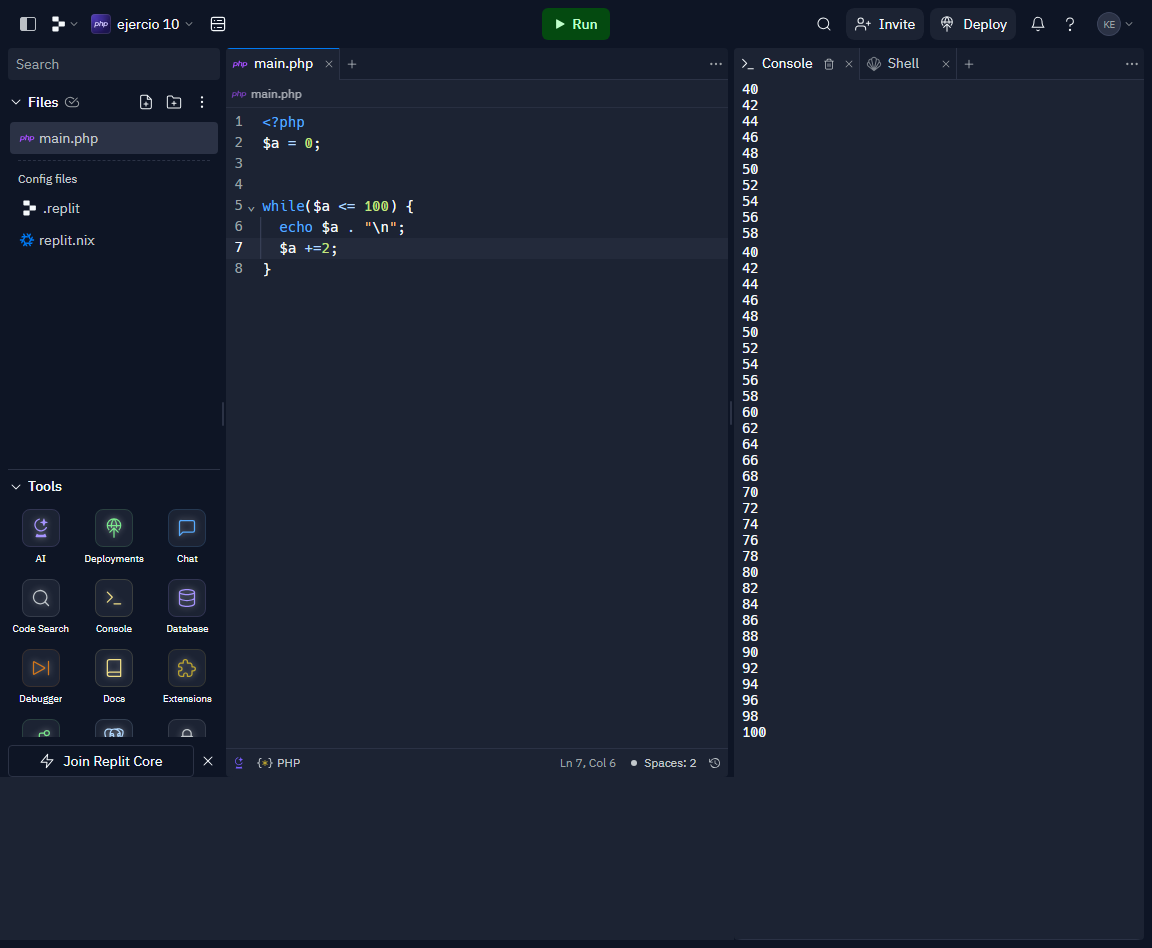 php ejercio 10
Run
Invite
Deploy
?
KE
Search
Files
php main.php
Config files
.replit
replit.nix
Tools
AI
Deployments
Chat
Code Search
Console
Database
Debugger
Docs
Extensions
Join Replit Core
php main.php
php main.php
1 <?php
2 $a = 0;
3
4
5 while($a <= 100) {
6 echo $a . "\n";
7 $a +=2;
8 }
PHP
Ln 7, Col 6
Spaces: 2
Console
Shell
40
42
44
46
48
50
52
54
56
58
40
42
44
46
48
50
52
54
56
58
60
62
64
66
68
70
72
74
76
78
80
82
84
86
88
90
92
94
96
98
100